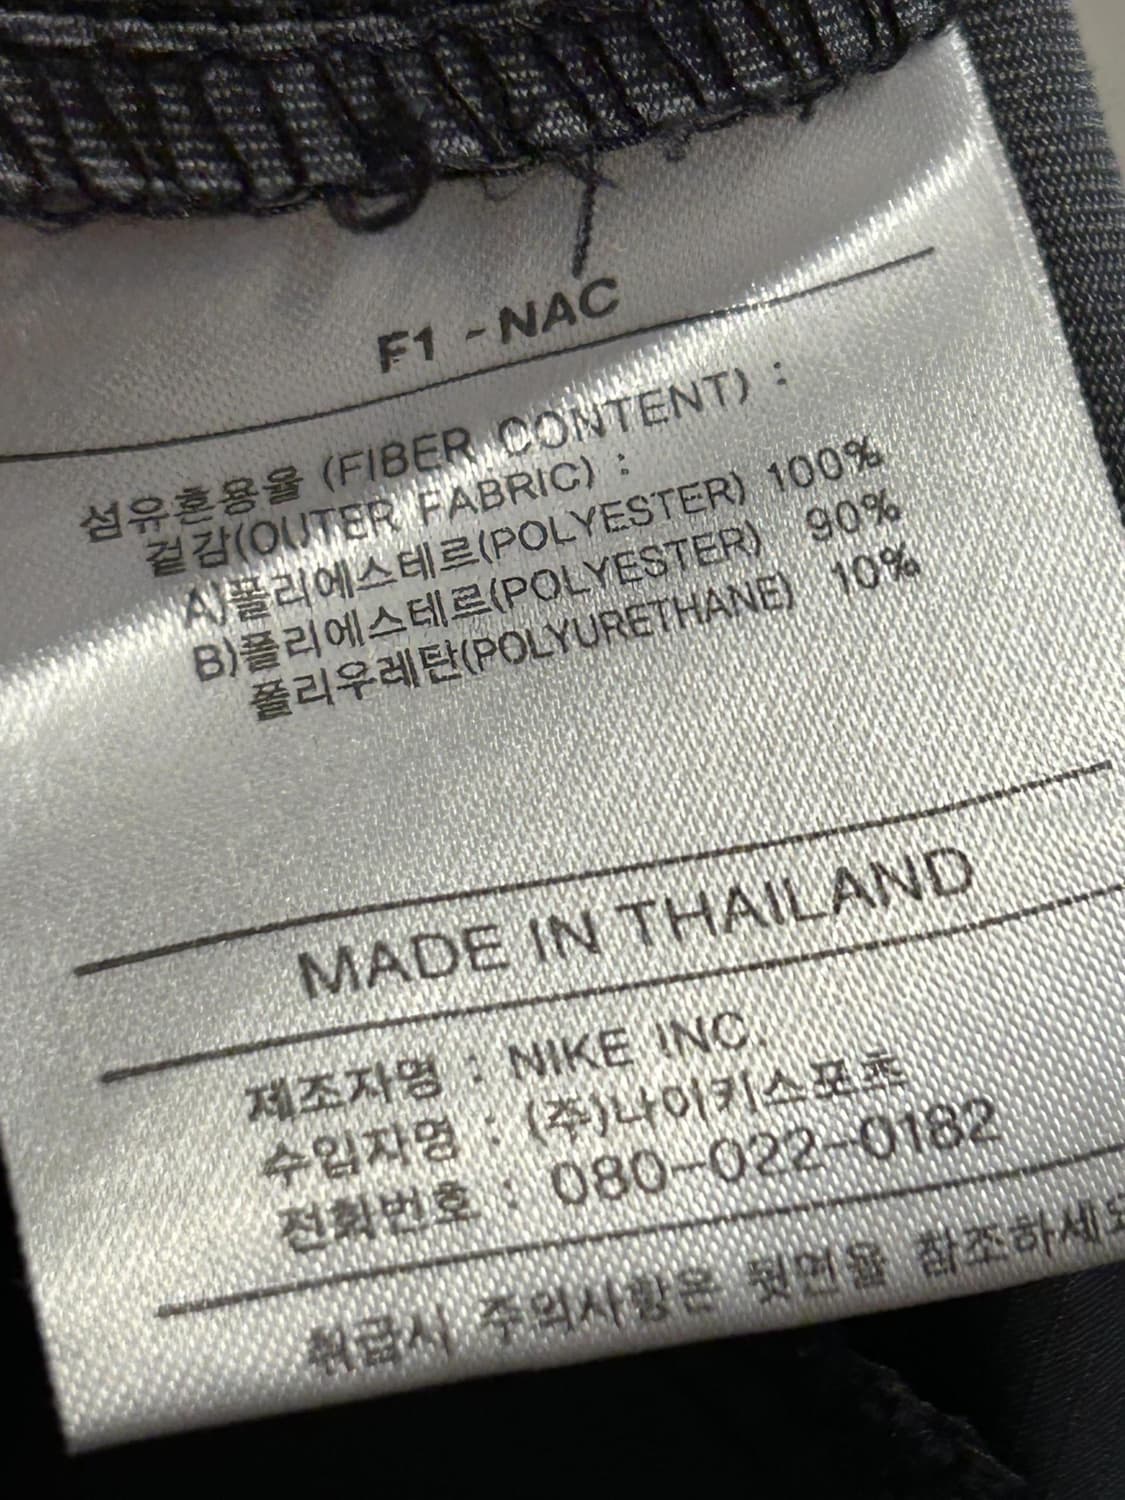 F1 - NAC
섬유혼용율 (FIBER CONTENT) :
겉감(OUTER FABRIC) :
A)폴리에스테르(POLYESTER) 100%
B)폴리에스테르(POLYESTER) 90%
폴리우레탄(POLYURETHANE) 10%
MADE IN THAILAND
제조자명 : NIKE INC.
수입자명 : (주)나이키스포츠
전화번호 : 080-022-0182
취급시 주의사항은 뒷면을 참조하세